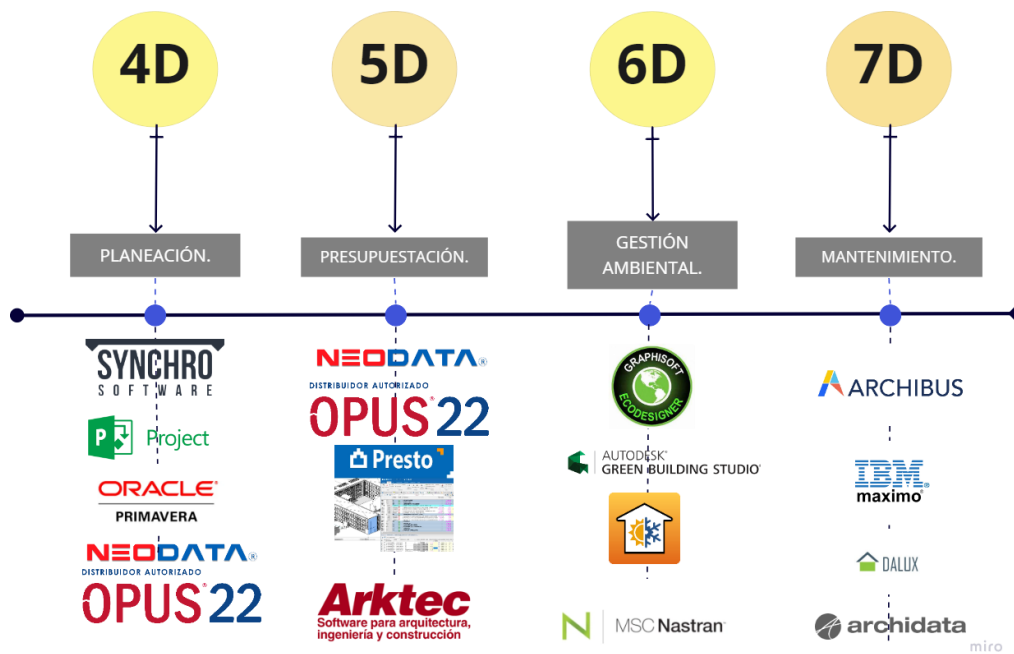 4D
5D
6D
7D
PLANEACIÓN.
PRESUPUESTACIÓN.
GESTIÓN
AMBIENTAL.
MANTENIMIENTO.
SYNCHRO
SOFTWARE
P Project
ORACLE®
PRIMAVERA
NEODATA®
DISTRIBUIDOR AUTORIZADO
OPUS® 22
NEODATA®
DISTRIBUIDOR AUTORIZADO
OPUS® 22
Presto
Arktec
Software para arquitectura,
ingeniería y construcción
GRAPHISOFT
ECODESIGNER
AUTODESK®
GREEN BUILDING STUDIO®
MSC Nastran™
ARCHIBUS
IBM®
maximo®
DALUX
archidata
miro